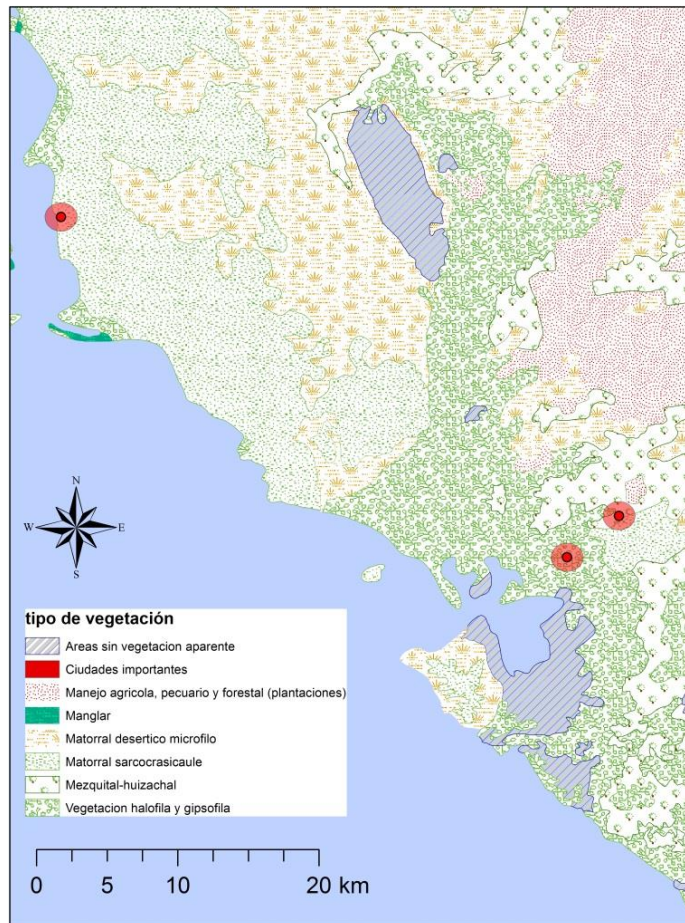 N
W E
S
tipo de vegetación
Areas sin vegetacion aparente
Ciudades importantes
Manejo agricola, pecuario y forestal (plantaciones)
Manglar
Matorral desertico microfilo
Matorral sarcocrasicaule
Mezquital-huizachal
Vegetacion halofila y gipsofila
0 5 10 20 km